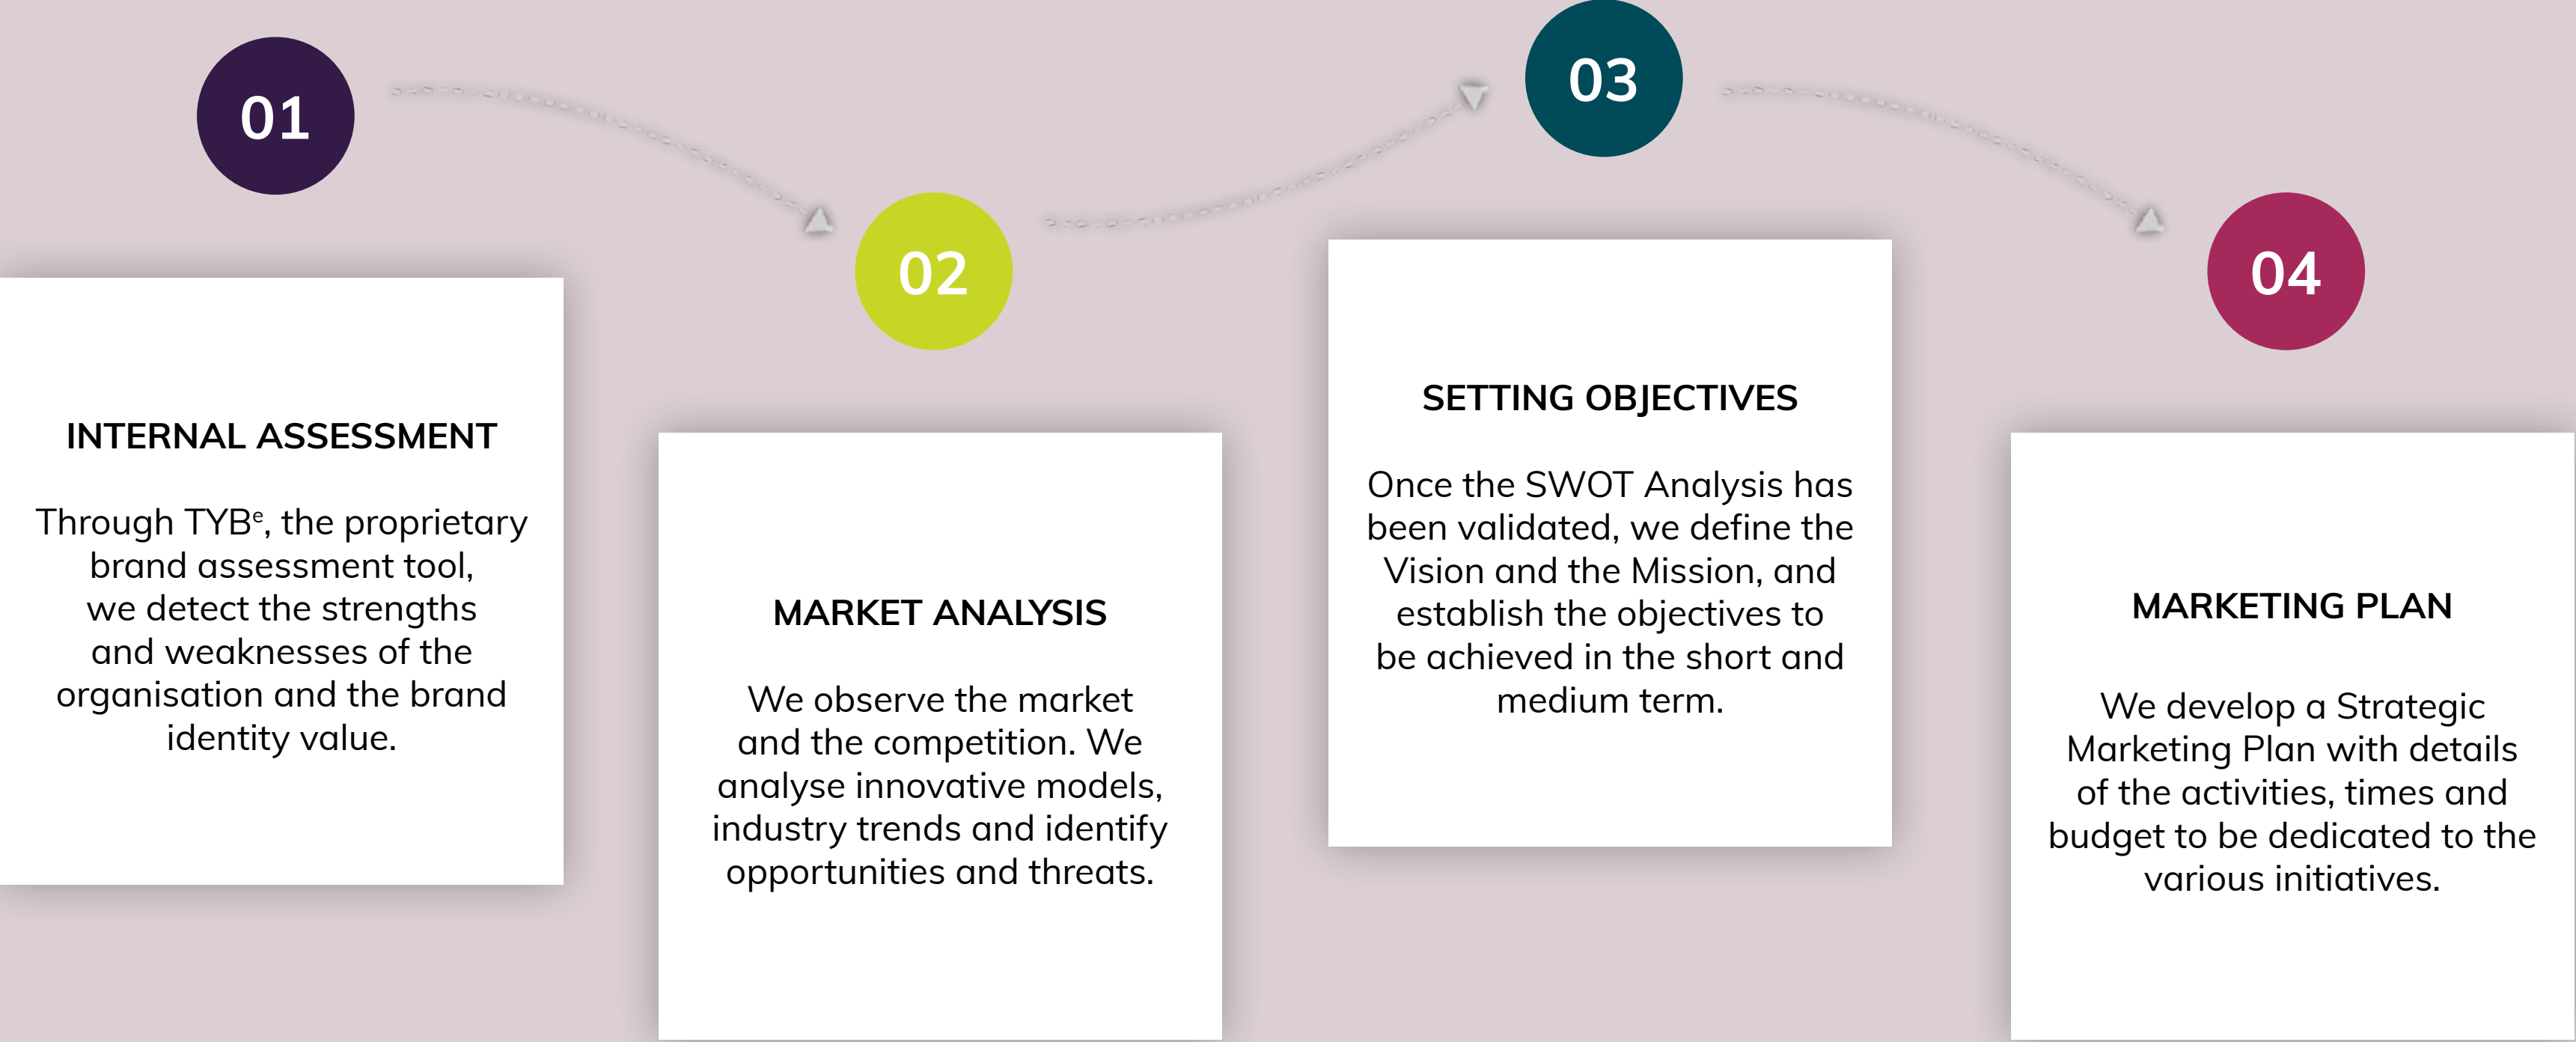 01
INTERNAL ASSESSMENT
Through TYBᵉ, the proprietary
brand assessment tool,
we detect the strengths
and weaknesses of the
organisation and the brand
identity value.
02
MARKET ANALYSIS
We observe the market
and the competition. We
analyse innovative models,
industry trends and identify
opportunities and threats.
03
SETTING OBJECTIVES
Once the SWOT Analysis has
been validated, we define the
Vision and the Mission, and
establish the objectives to
be achieved in the short and
medium term.
04
MARKETING PLAN
We develop a Strategic
Marketing Plan with details
of the activities, times and
budget to be dedicated to the
various initiatives.